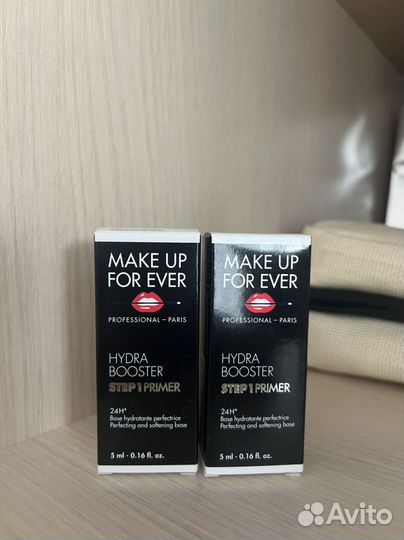 MAKE UP
FOR EVER
PROFESSIONAL – PARIS
HYDRA
BOOSTER
STEP 1 PRIMER
24H*
Base hydratante perfectrice
Perfecting and softening base
5 ml - 0.16 fl. oz.
MAKE UP
FOR EVER
PROFESSIONAL – PARIS
HYDRA
BOOSTER
STEP 1 PRIMER
24H*
Base hydratante perfectrice
Perfecting and softening base
5 ml - 0.16 fl. oz.
Avito